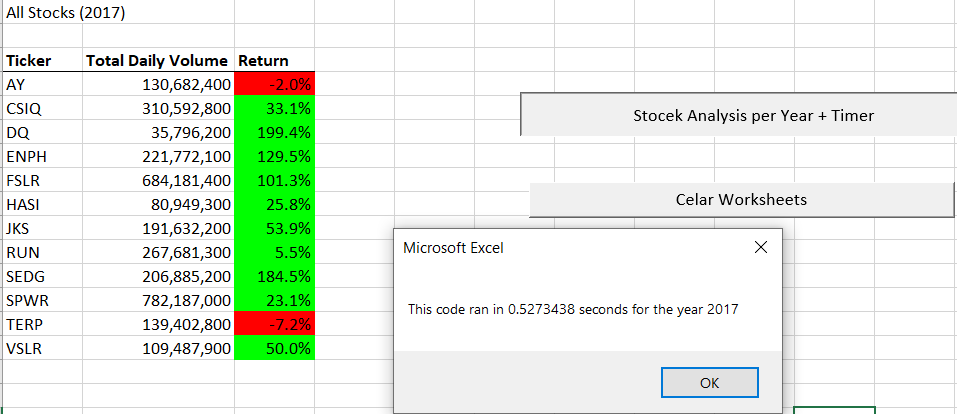 All Stocks (2017)
Ticker Total Daily Volume Return
AY 130,682,400 -2.0%
CSIQ 310,592,800 33.1%
DQ 35,796,200 199.4%
ENPH 221,772,100 129.5%
FSLR 684,181,400 101.3%
HASI 80,949,300 25.8%
JKS 191,632,200 53.9%
RUN 267,681,300 5.5%
SEDG 206,885,200 184.5%
SPWR 782,187,000 23.1%
TERP 139,402,800 -7.2%
VSLR 109,487,900 50.0%
Stocek Analysis per Year + Timer
Celar Worksheets
Microsoft Excel
This code ran in 0.5273438 seconds for the year 2017
OK